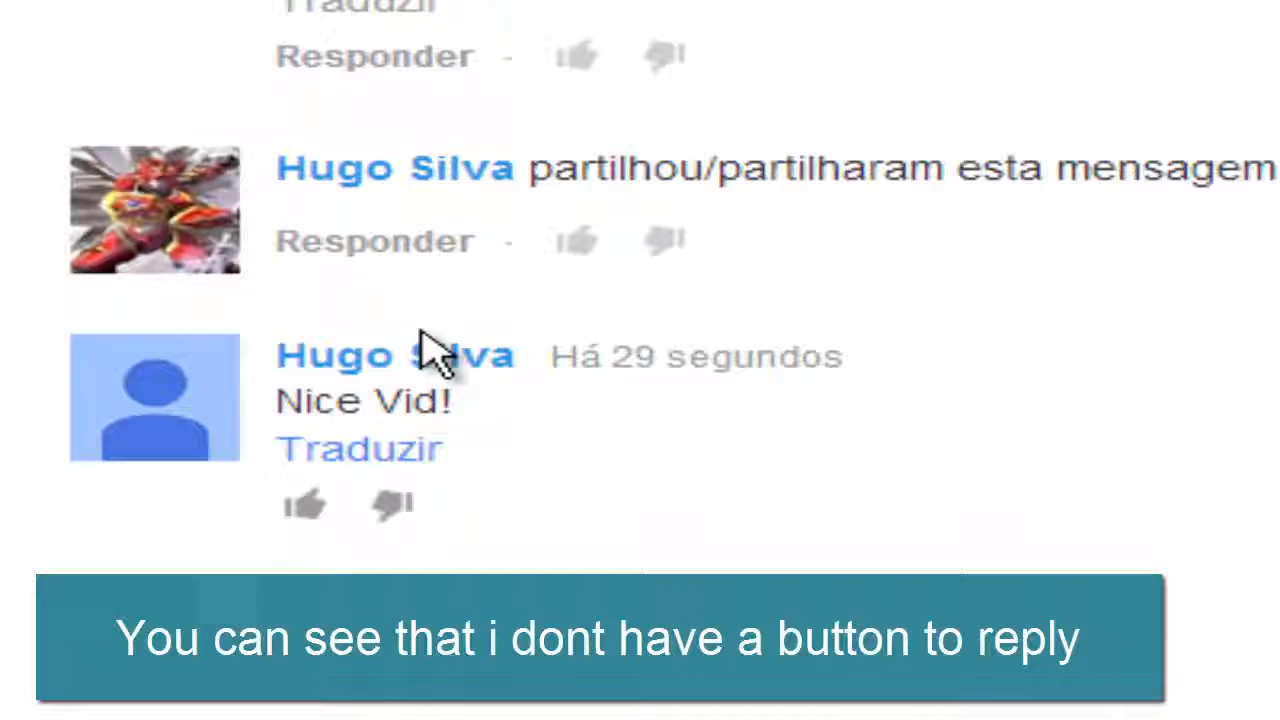 Traduzir
Responder ·
Hugo Silva partilhou/partilharam esta mensagem
Responder ·
Hugo Silva Há 29 segundos
Nice Vid!
Traduzir
You can see that i dont have a button to reply